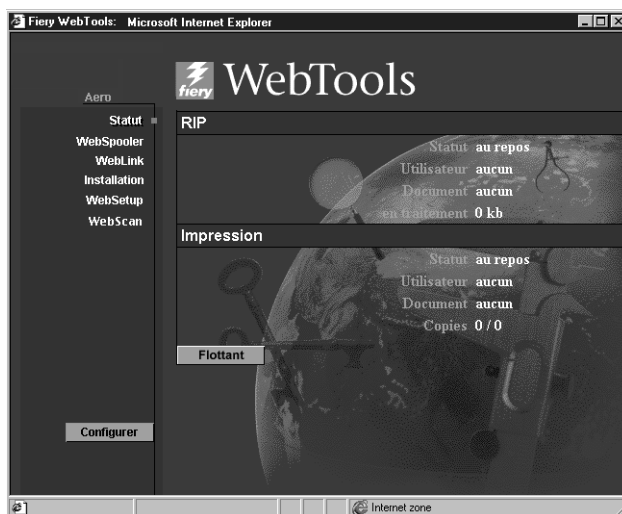 Fiery WebTools: Microsoft Internet Explorer
fiery WebTools
Aero
Statut
WebSpooler
WebLink
Installation
WebSetup
WebScan
Configurer
RIP
Statut au repos
Utilisateur aucun
Document aucun
en traitement 0 kb
Impression
Statut au repos
Utilisateur aucun
Document aucun
Copies 0 / 0
Flottant
Internet zone